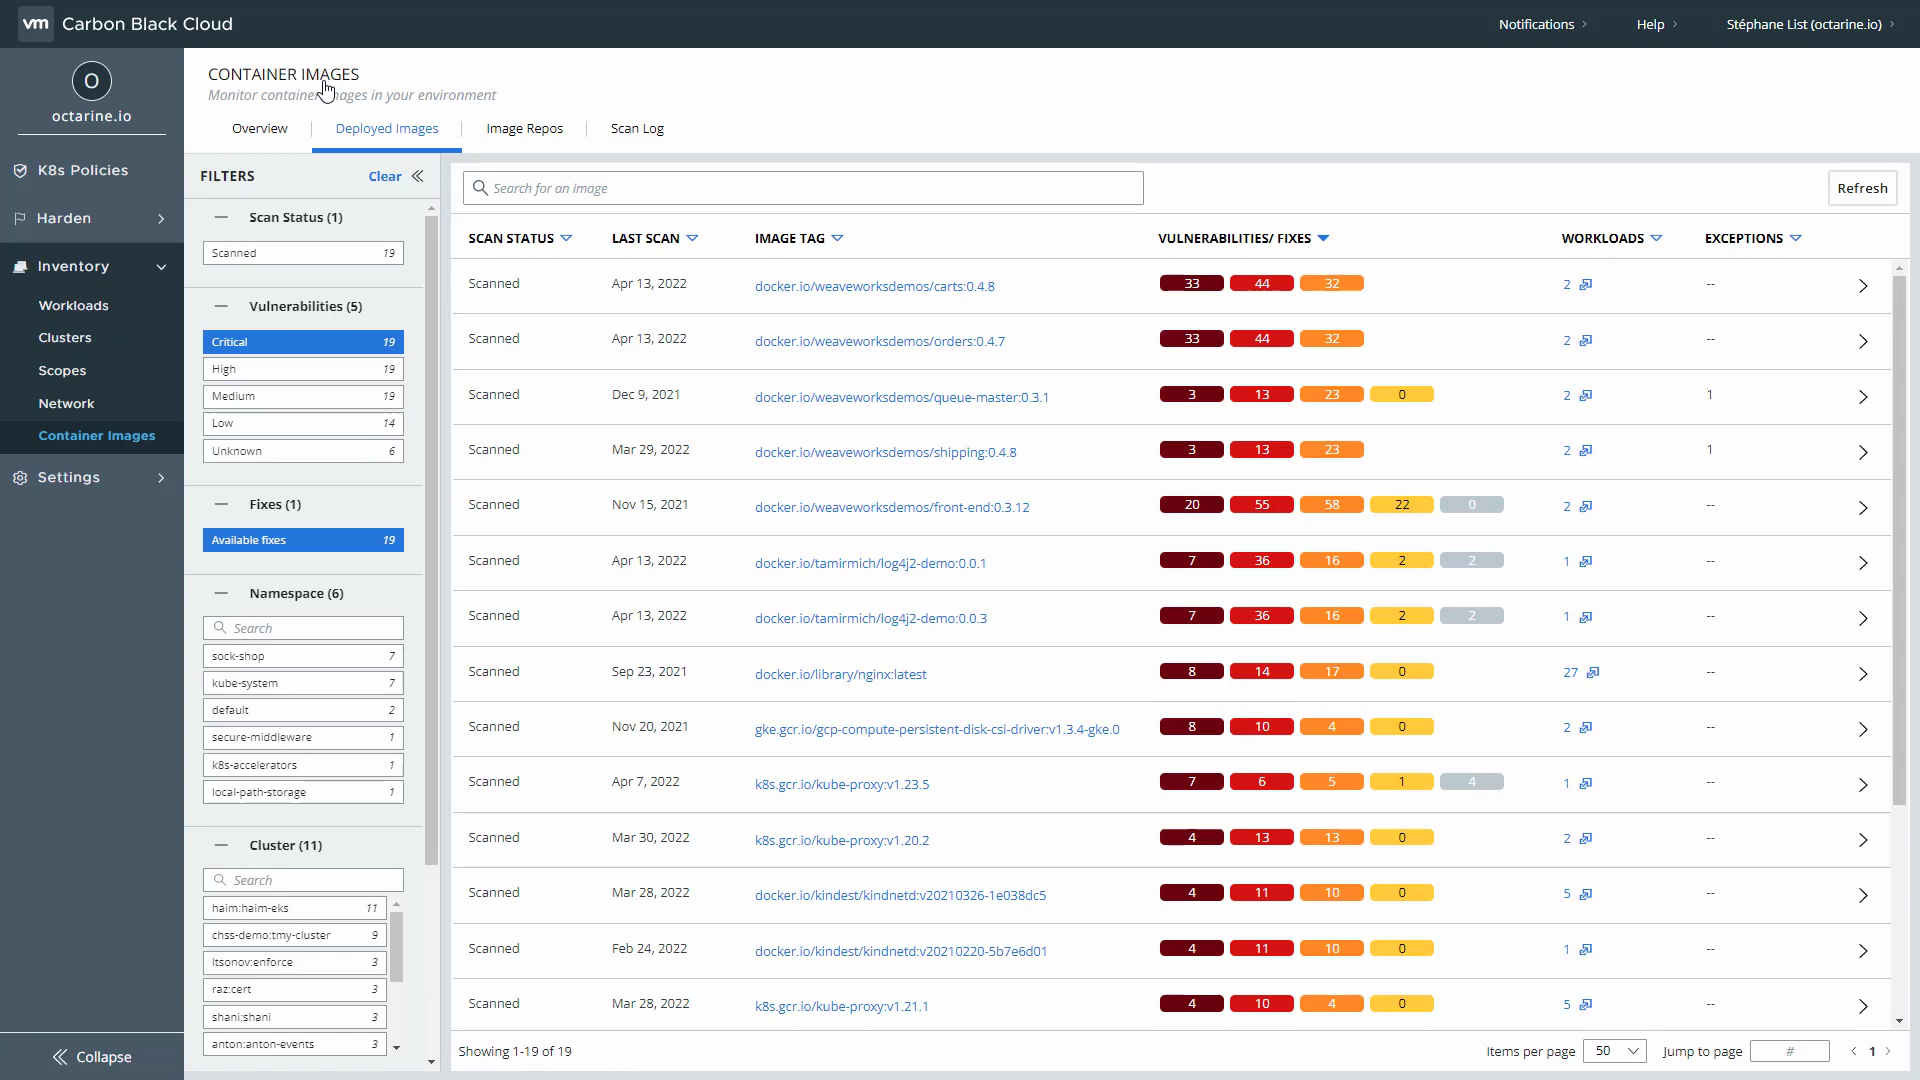 vm Carbon Black Cloud
Notifications
Help
Stéphane List (octarine.io)
O
octarine.io
K8s Policies
Harden
Inventory
Workloads
Clusters
Scopes
Network
Container Images
Settings
Collapse
CONTAINER IMAGES
Monitor container images in your environment
Overview
Deployed Images
Image Repos
Scan Log
FILTERS Clear
Scan Status (1)
Scanned 19
Vulnerabilities (5)
Critical 19
High 19
Medium 19
Low 14
Unknown 6
Fixes (1)
Available fixes 19
Namespace (6)
Search
sock-shop 7
kube-system 7
default 2
secure-middleware 1
k8s-accelerators 1
local-path-storage 1
Cluster (11)
Search
haim:haim-eks 11
chss-demo:tmy-cluster 9
ltsonov:enforce 3
raz:cert 3
shani:shani 3
anton:anton-events 3
Search for an image
Refresh
SCAN STATUS LAST SCAN IMAGE TAG VULNERABILITIES/ FIXES WORKLOADS EXCEPTIONS
Scanned Apr 13, 2022 docker.io/weaveworksdemos/carts:0.4.8 33 44 32 2 --
Scanned Apr 13, 2022 docker.io/weaveworksdemos/orders:0.4.7 33 44 32 2 --
Scanned Dec 9, 2021 docker.io/weaveworksdemos/queue-master:0.3.1 3 13 23 0 2 1
Scanned Mar 29, 2022 docker.io/weaveworksdemos/shipping:0.4.8 3 13 23 2 1
Scanned Nov 15, 2021 docker.io/weaveworksdemos/front-end:0.3.12 20 55 58 22 0 2 --
Scanned Apr 13, 2022 docker.io/tamirmich/log4j2-demo:0.0.1 7 36 16 2 2 1 --
Scanned Apr 13, 2022 docker.io/tamirmich/log4j2-demo:0.0.3 7 36 16 2 2 1 --
Scanned Sep 23, 2021 docker.io/library/nginx:latest 8 14 17 0 27 --
Scanned Nov 20, 2021 gke.gcr.io/gcp-compute-persistent-disk-csi-driver:v1.3.4-gke.0 8 10 4 0 2 --
Scanned Apr 7, 2022 k8s.gcr.io/kube-proxy:v1.23.5 7 6 5 1 4 1 --
Scanned Mar 30, 2022 k8s.gcr.io/kube-proxy:v1.20.2 4 13 13 0 2 --
Scanned Mar 28, 2022 docker.io/kindest/kindnetd:v20210326-1e038dc5 4 11 10 0 5 --
Scanned Feb 24, 2022 docker.io/kindest/kindnetd:v20210220-5b7e6d01 4 11 10 0 1 --
Scanned Mar 28, 2022 k8s.gcr.io/kube-proxy:v1.21.1 4 10 4 0 5 --
Showing 1-19 of 19
Items per page 50 Jump to page # 1